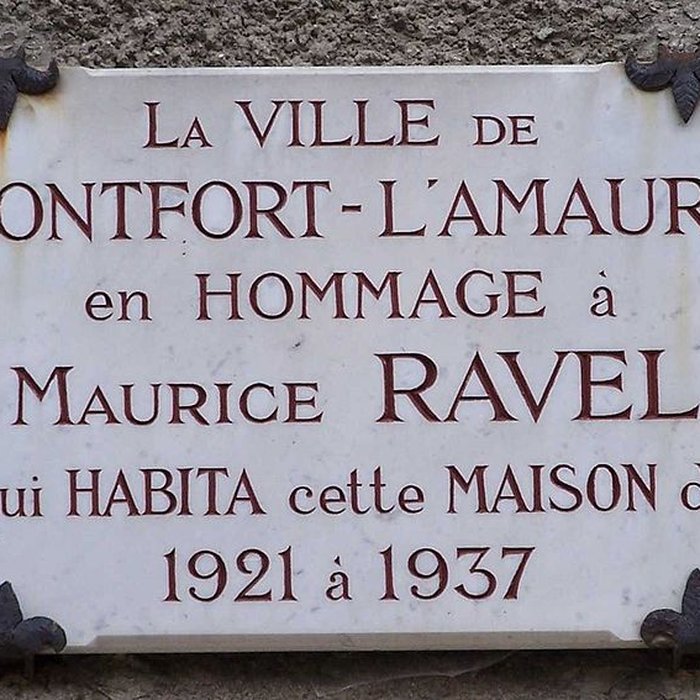 La VILLE de
ONTFORT-L'AMAUR
en HOMMAGE à
Maurice RAVEL
ui HABITA cette MAISON d
1921 à 1937